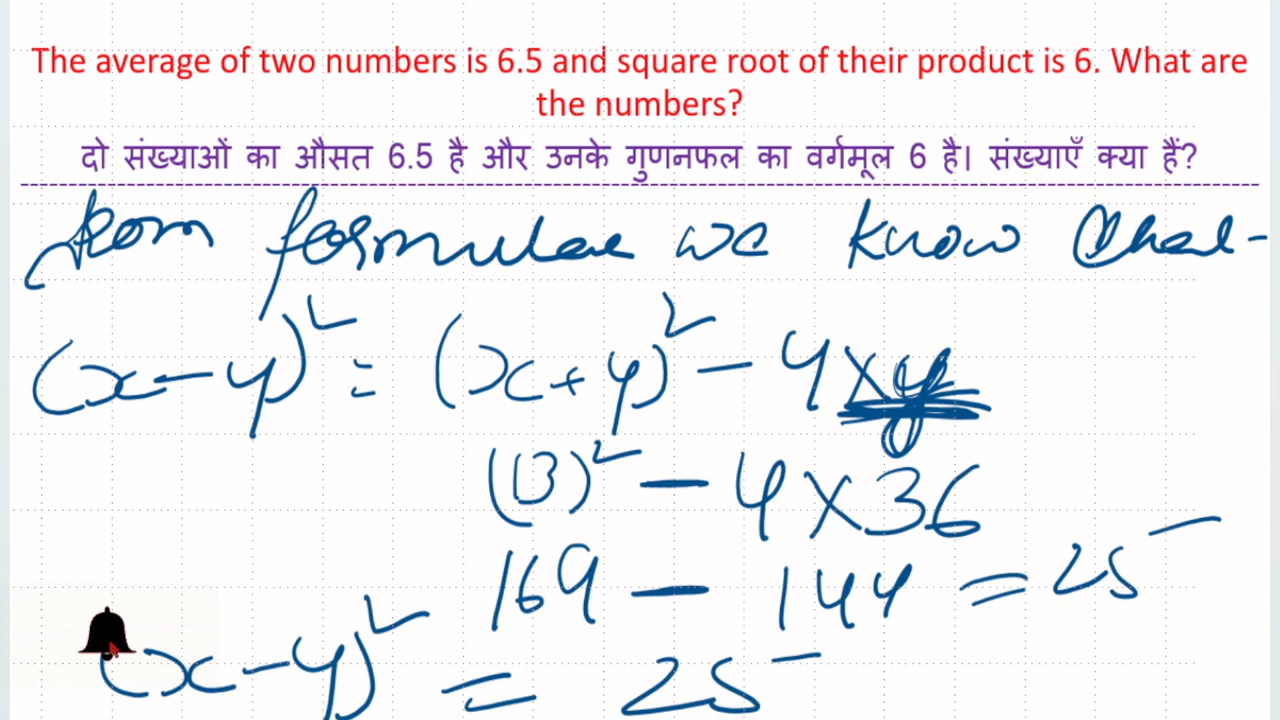 The average of two numbers is 6.5 and square root of their product is 6. What are
the numbers?
दो संख्याओं का औसत 6.5 है और उनके गुणनफल का वर्गमूल 6 है। संख्याएँ क्या हैं?
from formulae we know that
(x-y)² = (x+y)² - 4xy
(13)² - 4×36
169 - 144 = 25
(x-y)² = 25